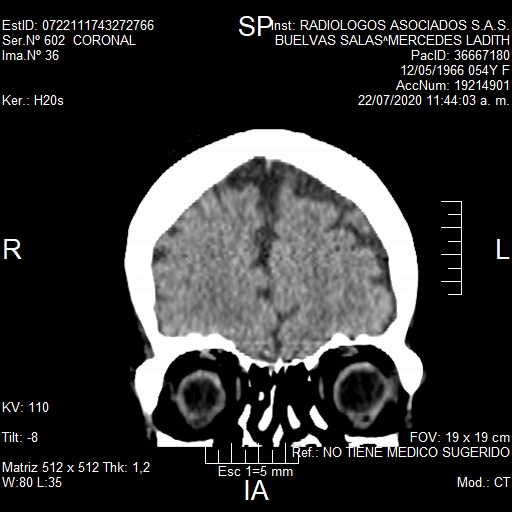 EstID: 0722111743272766
Ser.Nº 602 CORONAL
Ima.Nº 36
Ker.: H20s
SP
Inst: RADIOLOGOS ASOCIADOS S.A.S.
BUELVAS SALAS^MERCEDES LADITH
PacID: 36667180
12/05/1966 054Y F
AccNum: 19214901
22/07/2020 11:44:03 a. m.
R
L
KV: 110
Tilt: -8
Matriz 512 x 512 Thk: 1,2
W:80 L:35
Esc 1=5 mm
IA
FOV: 19 x 19 cm
Ref.: NO TIENE MEDICO SUGERIDO
Mod.: CT